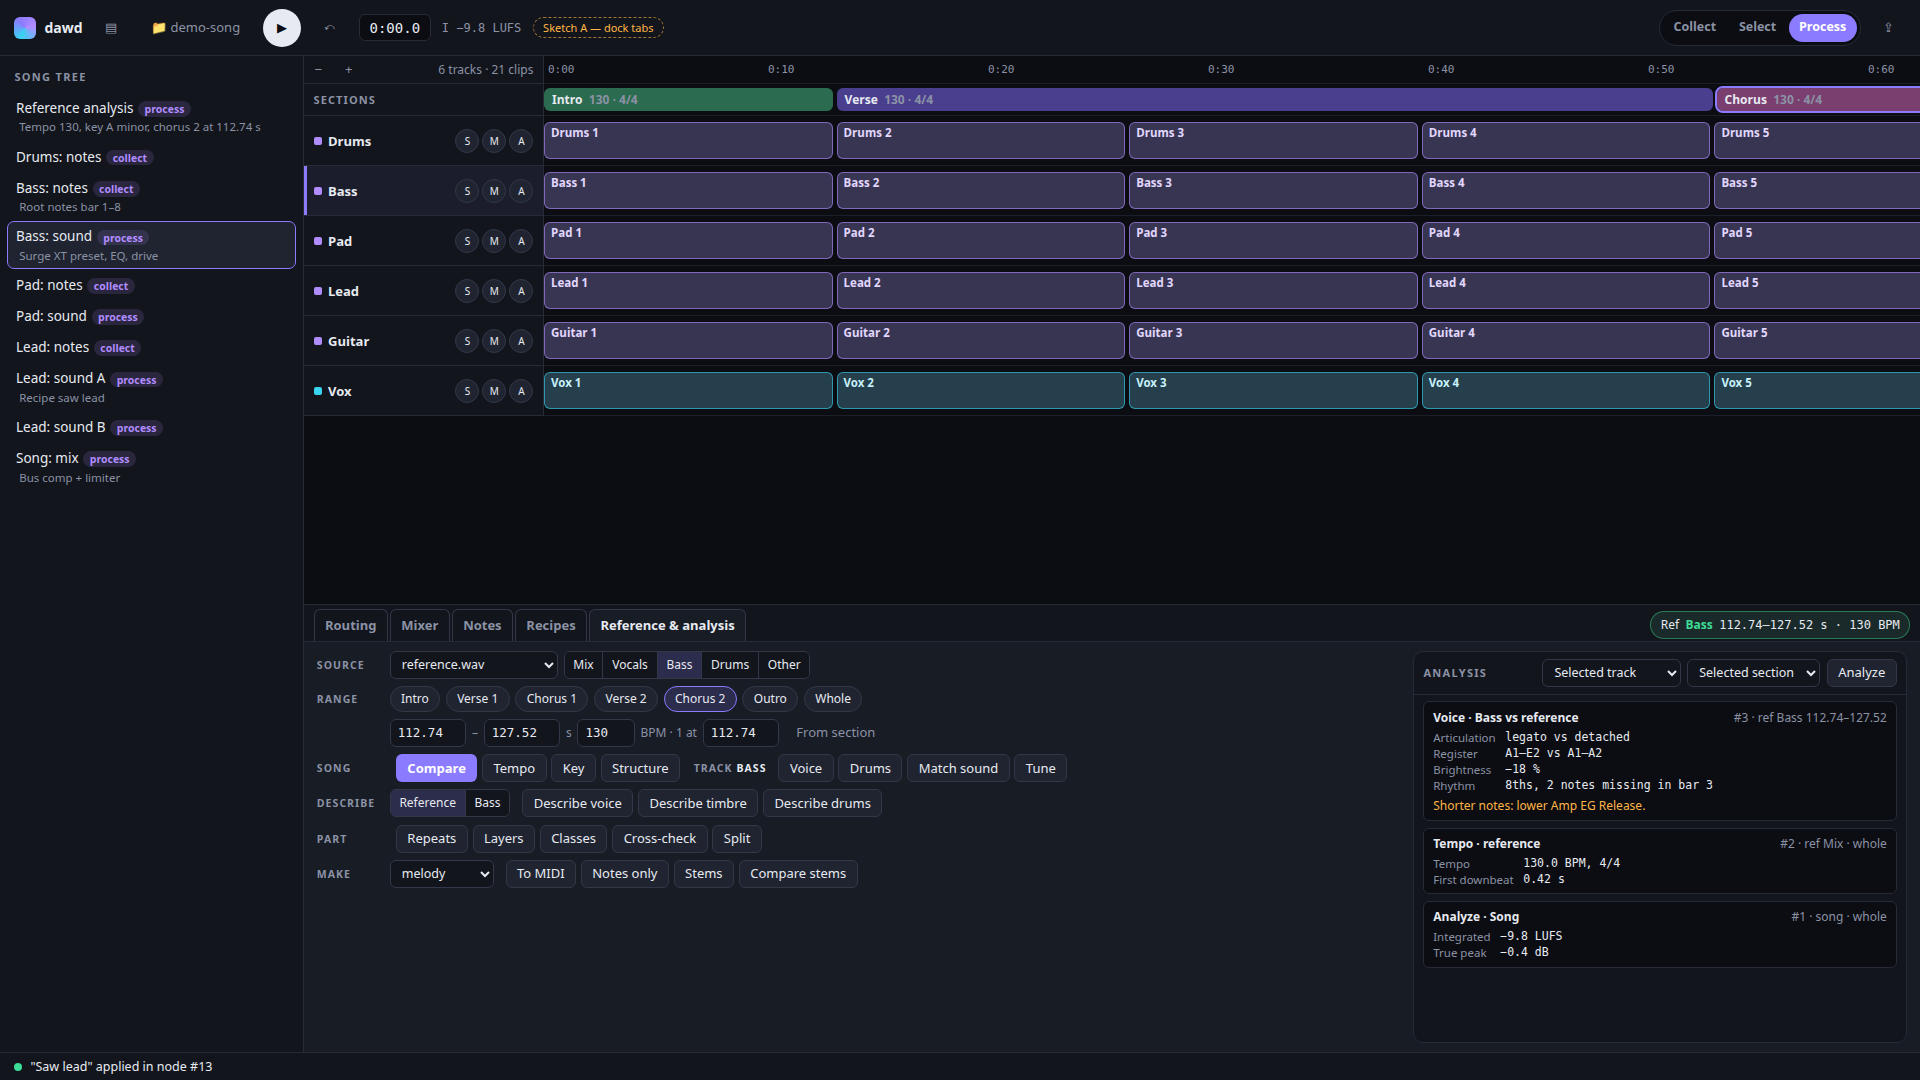 dawd
demo-song
0:00.0
I −9.8 LUFS
Sketch A — dock tabs
Collect
Select
Process
SONG TREE
Reference analysis process
Tempo 130, key A minor, chorus 2 at 112.74 s
Drums: notes collect
Bass: notes collect
Root notes bar 1–8
Bass: sound process
Surge XT preset, EQ, drive
Pad: notes collect
Pad: sound process
Lead: notes collect
Lead: sound A process
Recipe saw lead
Lead: sound B process
Song: mix process
Bus comp + limiter
− + 6 tracks · 21 clips
0:00 0:10 0:20 0:30 0:40 0:50 0:60
SECTIONS
Intro 130 · 4/4
Verse 130 · 4/4
Chorus 130 · 4/4
Drums S M A
Drums 1 Drums 2 Drums 3 Drums 4 Drums 5
Bass S M A
Bass 1 Bass 2 Bass 3 Bass 4 Bass 5
Pad S M A
Pad 1 Pad 2 Pad 3 Pad 4 Pad 5
Lead S M A
Lead 1 Lead 2 Lead 3 Lead 4 Lead 5
Guitar S M A
Guitar 1 Guitar 2 Guitar 3 Guitar 4 Guitar 5
Vox S M A
Vox 1 Vox 2 Vox 3 Vox 4 Vox 5
Routing Mixer Notes Recipes Reference & analysis
Ref Bass 112.74–127.52 s · 130 BPM
SOURCE reference.wav Mix Vocals Bass Drums Other
RANGE Intro Verse 1 Chorus 1 Verse 2 Chorus 2 Outro Whole
112.74 – 127.52 s 130 BPM · 1 at 112.74 From section
SONG Compare Tempo Key Structure TRACK BASS Voice Drums Match sound Tune
DESCRIBE Reference Bass Describe voice Describe timbre Describe drums
PART Repeats Layers Classes Cross-check Split
MAKE melody To MIDI Notes only Stems Compare stems
ANALYSIS Selected track Selected section Analyze
Voice · Bass vs reference #3 · ref Bass 112.74–127.52
Articulation legato vs detached
Register A1–E2 vs A1–A2
Brightness −18 %
Rhythm 8ths, 2 notes missing in bar 3
Shorter notes: lower Amp EG Release.
Tempo · reference #2 · ref Mix · whole
Tempo 130.0 BPM, 4/4
First downbeat 0.42 s
Analyze · Song #1 · song · whole
Integrated −9.8 LUFS
True peak −0.4 dB
"Saw lead" applied in node #13